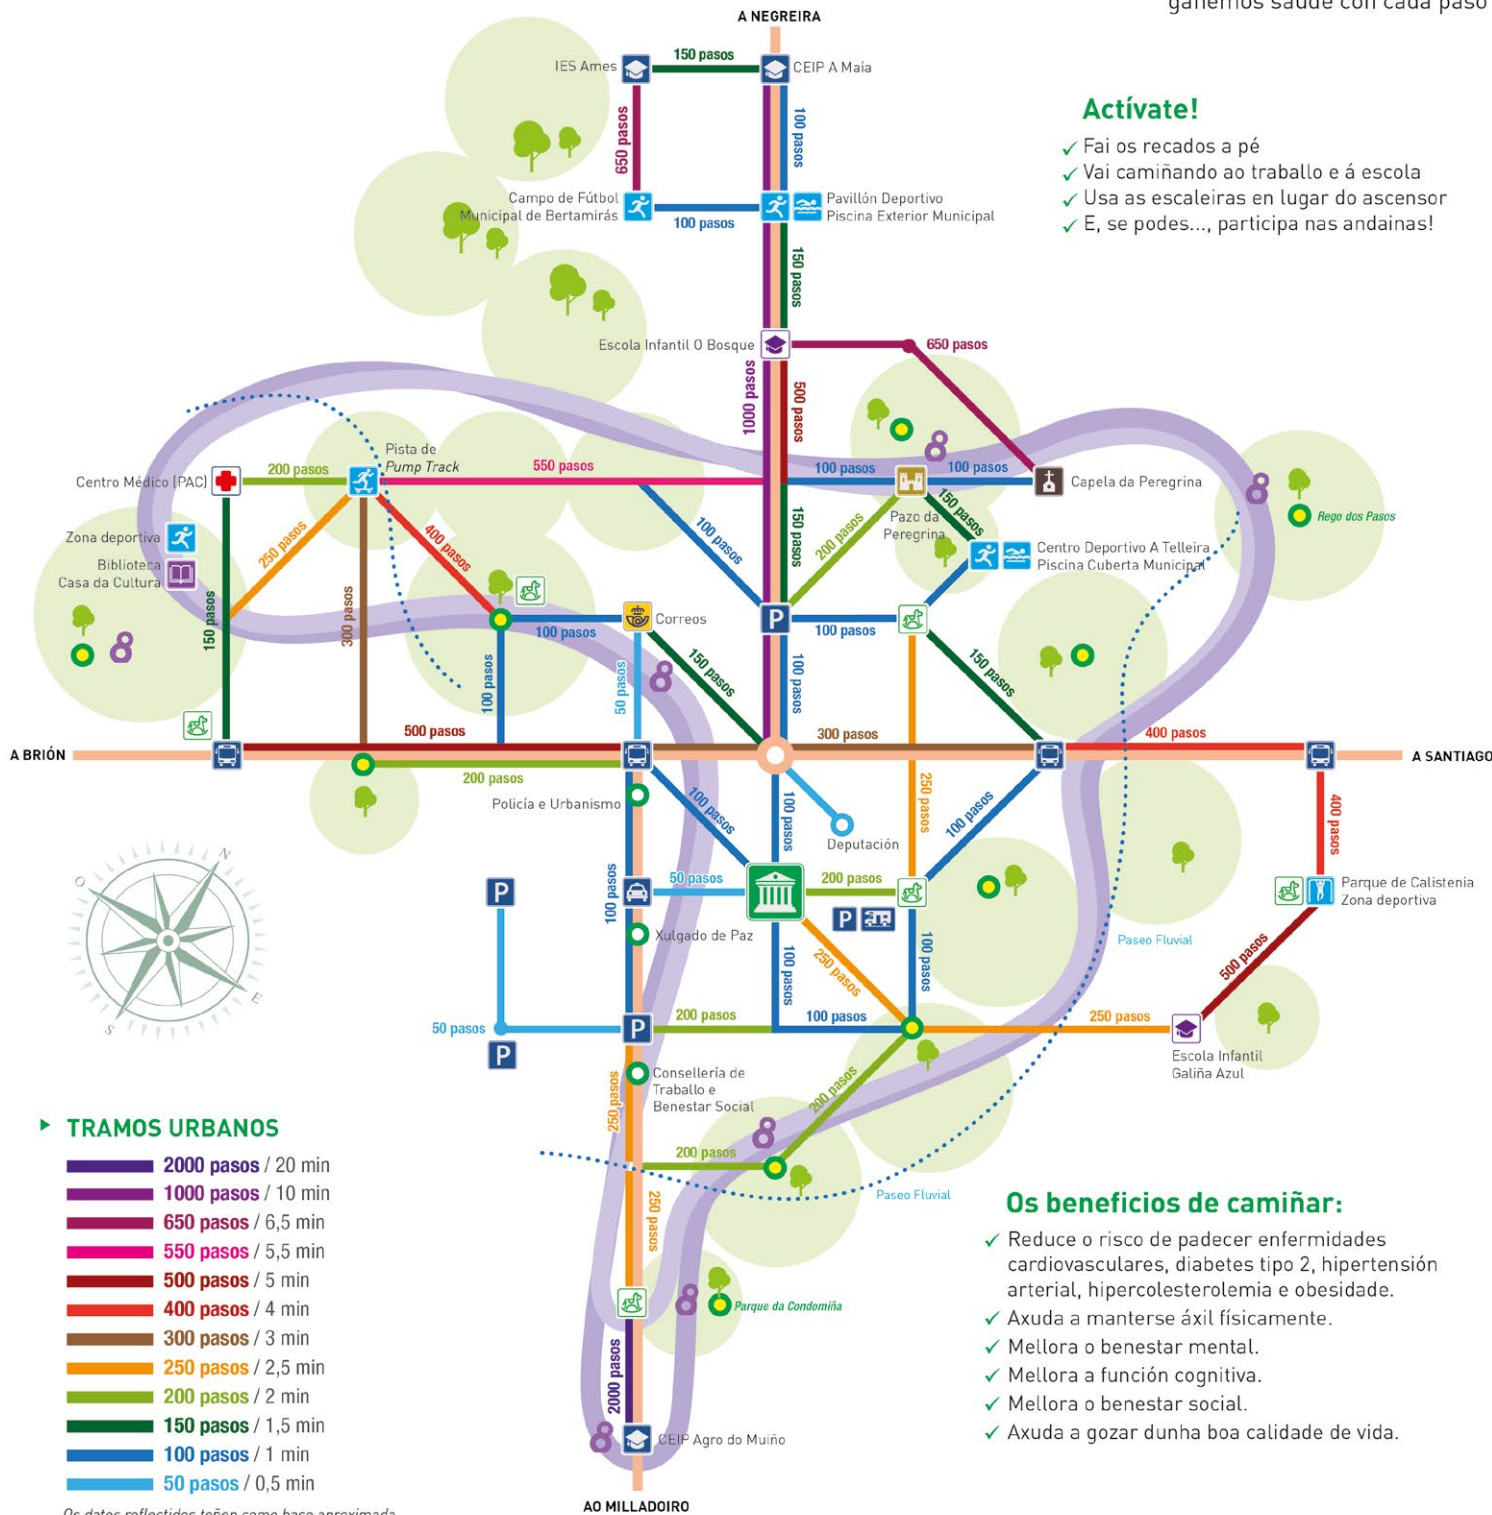 ganemos saúde con cada paso
A NEGREIRA
150 pasos
IES Ames
CEIP A Maía
Actívate!
✓ Fai os recados a pé
✓ Vai camiñando ao traballo e á escola
✓ Usa as escaleiras en lugar do ascensor
✓ E, se podes..., participa nas andainas!
650 pasos
100 pasos
Campo de Fútbol
Municipal de Bertamiráns
100 pasos
Pavillón Deportivo
Piscina Exterior Municipal
150 pasos
Escola Infantil O Bosque
650 pasos
1000 pasos
500 pasos
Pista de
Pump Track
Centro Médico (PAC)
200 pasos
550 pasos
100 pasos
100 pasos
Capela da Peregrina
Pazo da
Peregrina
150 pasos
Rego dos Pasos
Zona deportiva
Biblioteca
Casa da Cultura
250 pasos
400 pasos
100 pasos
150 pasos
200 pasos
Centro Deportivo A Telleira
Piscina Cuberta Municipal
150 pasos
300 pasos
100 pasos
Correos
P
100 pasos
100 pasos
50 pasos
150 pasos
100 pasos
150 pasos
A BRIÓN
500 pasos
300 pasos
400 pasos
A SANTIAGO
200 pasos
Policía e Urbanismo
100 pasos
100 pasos
Deputación
250 pasos
100 pasos
400 pasos
N
O
E
S
P
100 pasos
50 pasos
200 pasos
P
Parque de Calistenia
Zona deportiva
Xulgado de Paz
100 pasos
250 pasos
100 pasos
Paseo Fluvial
500 pasos
50 pasos
P
P
200 pasos
100 pasos
250 pasos
Escola Infantil
Galiña Azul
Consellería de
Traballo e
Benestar Social
250 pasos
200 pasos
200 pasos
Paseo Fluvial
250 pasos
Parque da Condomiña
2000 pasos
CEIP Agro do Muiño
AO MILLADOIRO
TRAMOS URBANOS
2000 pasos / 20 min
1000 pasos / 10 min
650 pasos / 6,5 min
550 pasos / 5,5 min
500 pasos / 5 min
400 pasos / 4 min
300 pasos / 3 min
250 pasos / 2,5 min
200 pasos / 2 min
150 pasos / 1,5 min
100 pasos / 1 min
50 pasos / 0,5 min
Os datos reflectidos teñen como base aproximada
Os beneficios de camiñar:
✓ Reduce o risco de padecer enfermidades
cardiovasculares, diabetes tipo 2, hipertensión
arterial, hipercolesterolemia e obesidade.
✓ Axuda a manterse áxil físicamente.
✓ Mellora o benestar mental.
✓ Mellora a función cognitiva.
✓ Mellora o benestar social.
✓ Axuda a gozar dunha boa calidade de vida.